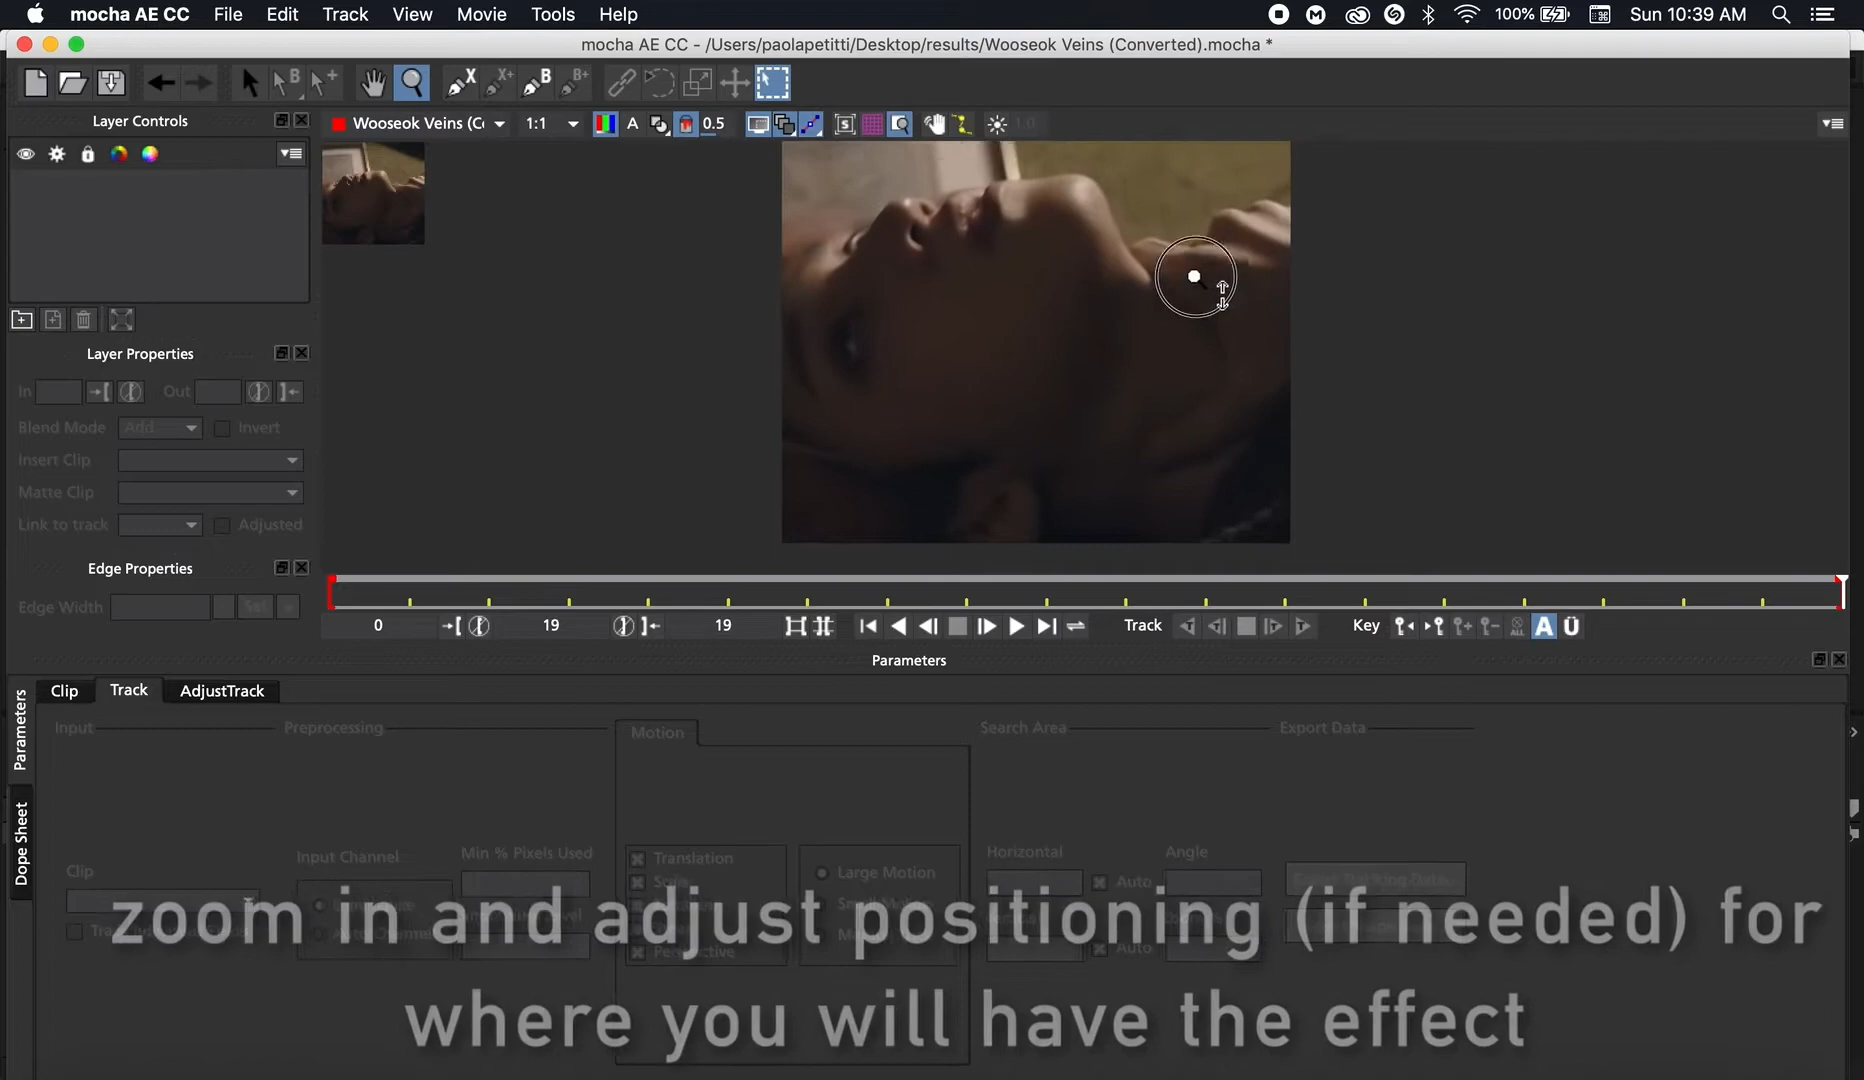 mocha AE CC File Edit Track View Movie Tools Help 100% Sun 10:39 AM
mocha AE CC - /Users/paolapetitti/Desktop/results/Wooseok Veins (Converted).mocha *
Layer Controls
Wooseok Veins (C 1:1 A 0.5 1.0
Layer Properties
In Out
Blend Mode Add Invert
Insert Clip
Matte Clip
Link to track Adjusted
Edge Properties
Edge Width Set
0 19 19 Track Key ALL A Ü
Parameters
Clip Track AdjustTrack
Parameters
Dope Sheet
Input Preprocessing Motion Search Area Export Data
Clip
Input Channel
Min % Pixels Used
Translation
Perspective
Large Motion
Horizontal Angle
Auto
Auto
zoom in and adjust positioning (if needed) for
where you will have the effect